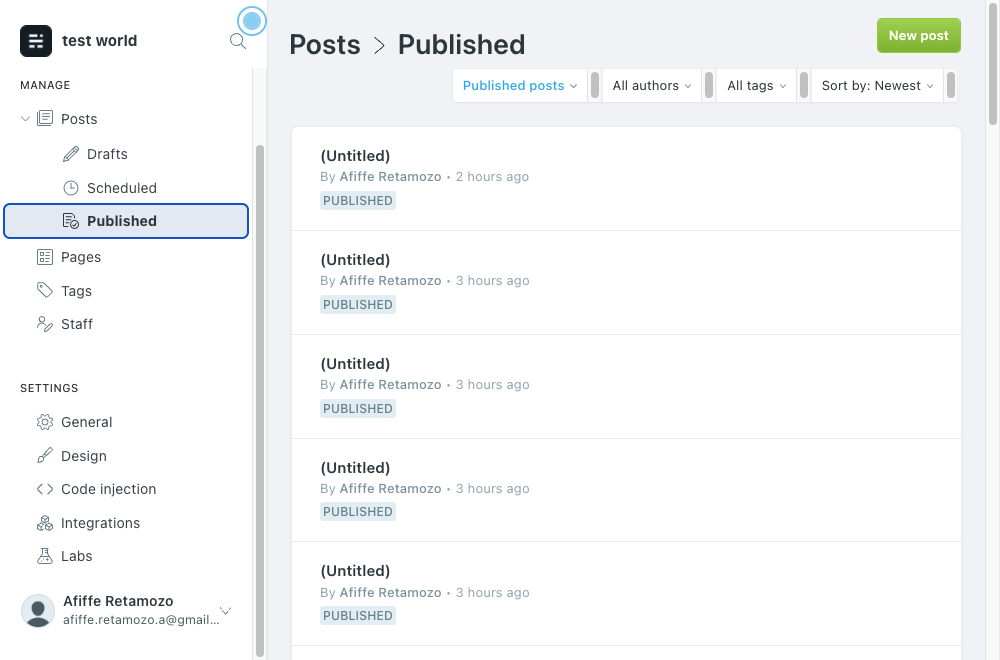 test world
MANAGE
Posts
Drafts
Scheduled
Published
Pages
Tags
Staff
SETTINGS
General
Design
Code injection
Integrations
Labs
Afiffe Retamozo
afiffe.retamozo.a@gmail...
Posts > Published
New post
Published posts
All authors
All tags
Sort by: Newest
(Untitled)
By Afiffe Retamozo • 2 hours ago
PUBLISHED
(Untitled)
By Afiffe Retamozo • 3 hours ago
PUBLISHED
(Untitled)
By Afiffe Retamozo • 3 hours ago
PUBLISHED
(Untitled)
By Afiffe Retamozo • 3 hours ago
PUBLISHED
(Untitled)
By Afiffe Retamozo • 3 hours ago
PUBLISHED